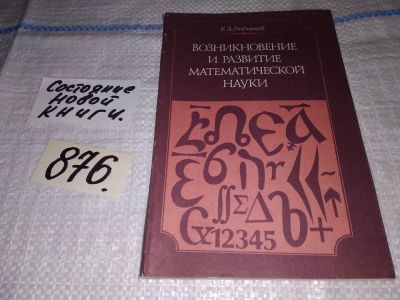 К. А. Рыбников
ВОЗНИКНОВЕНИЕ
И РАЗВИТИЕ
МАТЕМАТИЧЕСКОЙ
НАУКИ
12345
Состояние
новой
книги.
876.